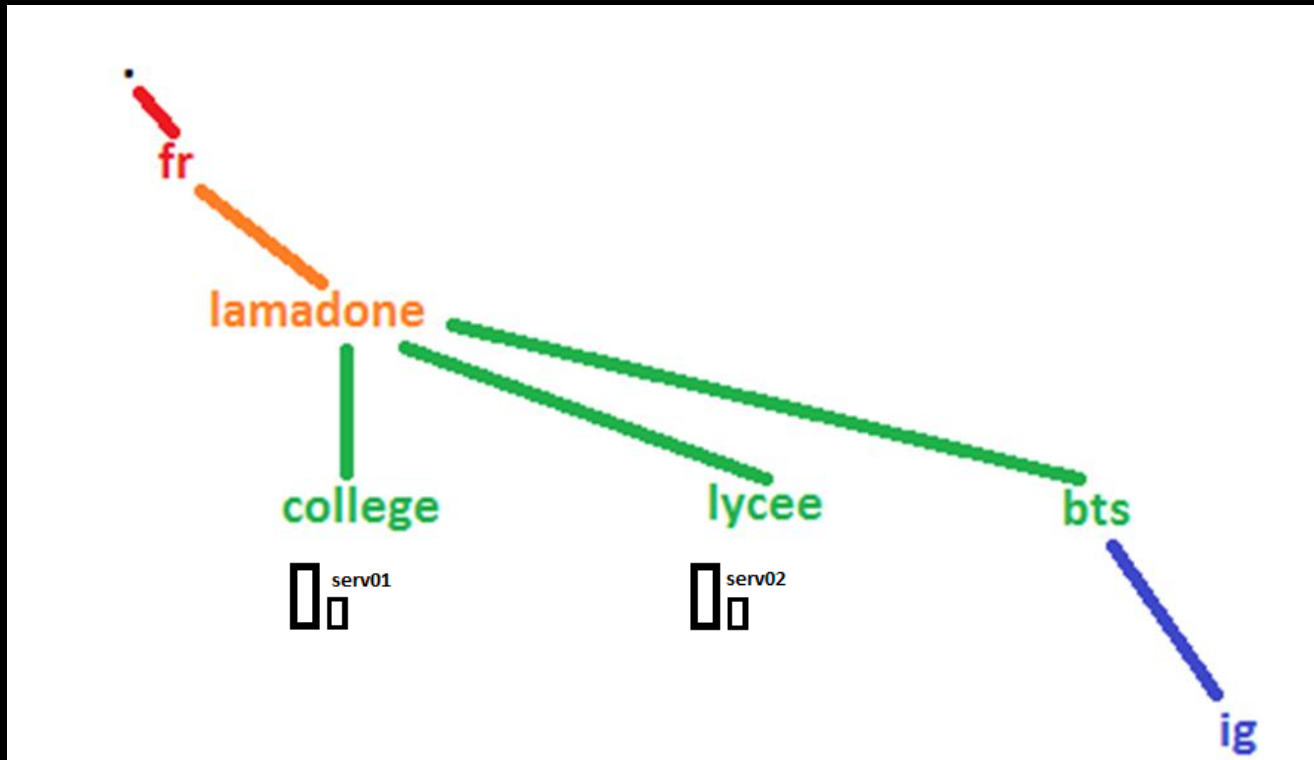 .
fr
lamadone
college lycee bts
serv01 serv02
ig